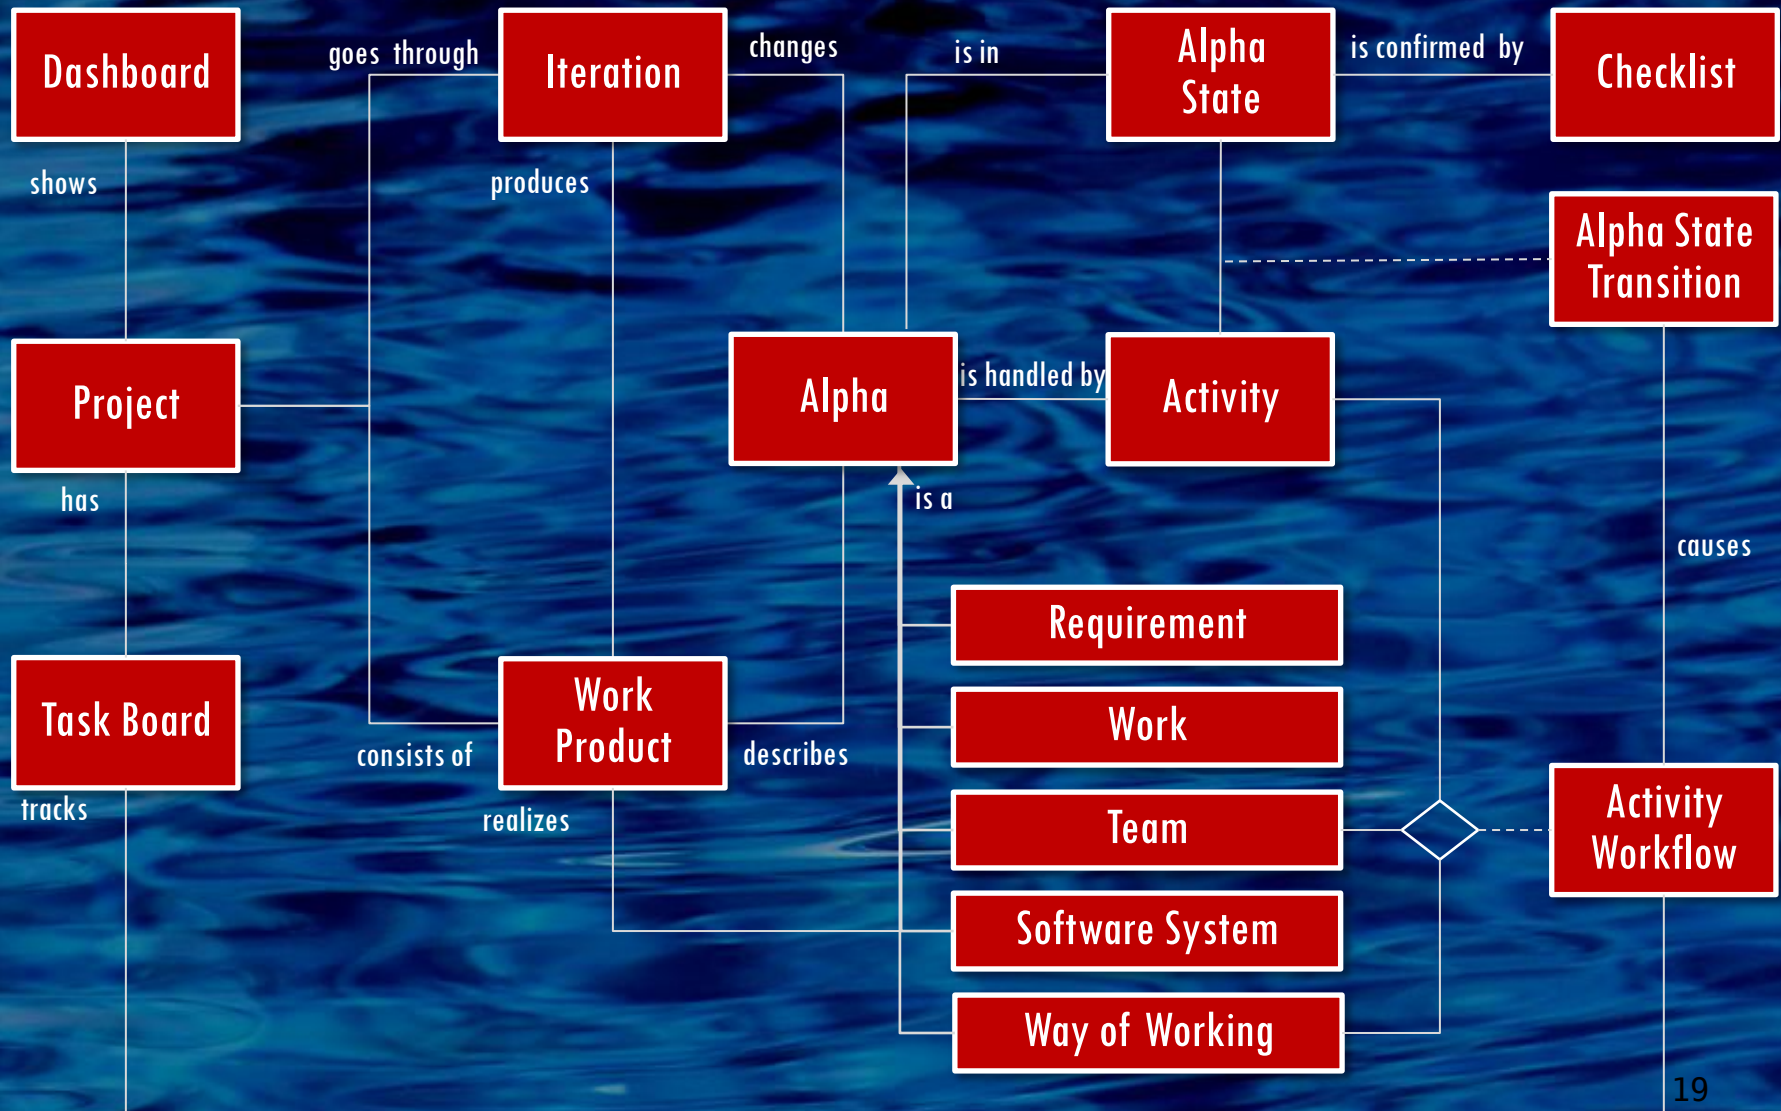 Dashboard
goes through
Iteration
changes
is in
Alpha
State
is confirmed by
Checklist
shows
produces
Alpha State
Transition
Project
Alpha
is handled by
Activity
has
is a
causes
Requirement
Task Board
consists of
Work
Product
describes
Work
tracks
realizes
Team
Activity
Workflow
Software System
Way of Working
19